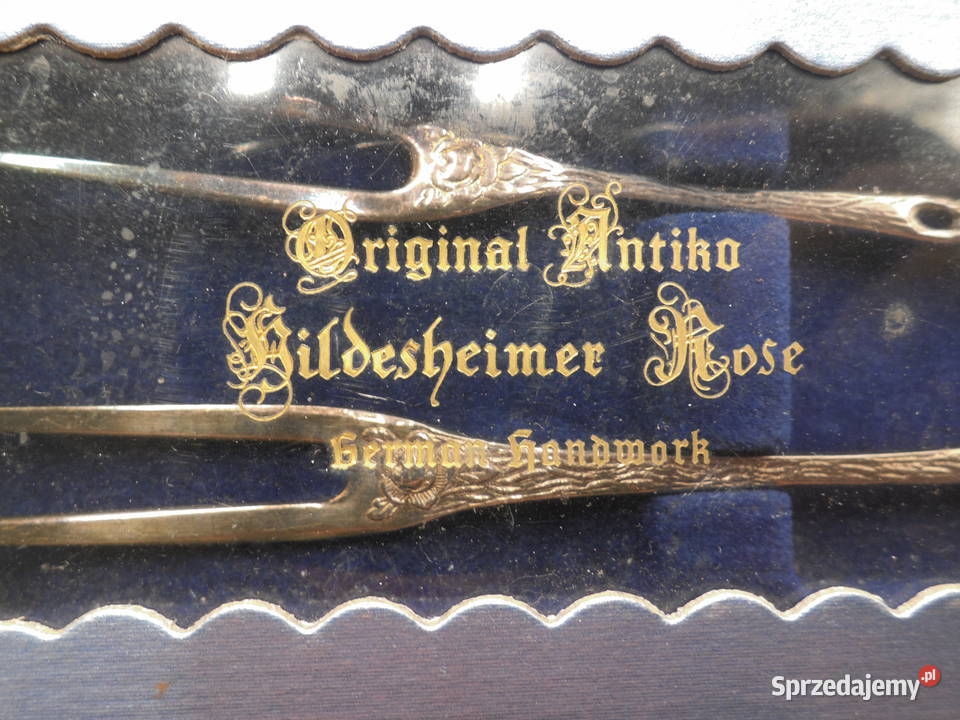 Original Antiko
Hildesheimer Rose
German Handwork
Sprzedajemy.pl